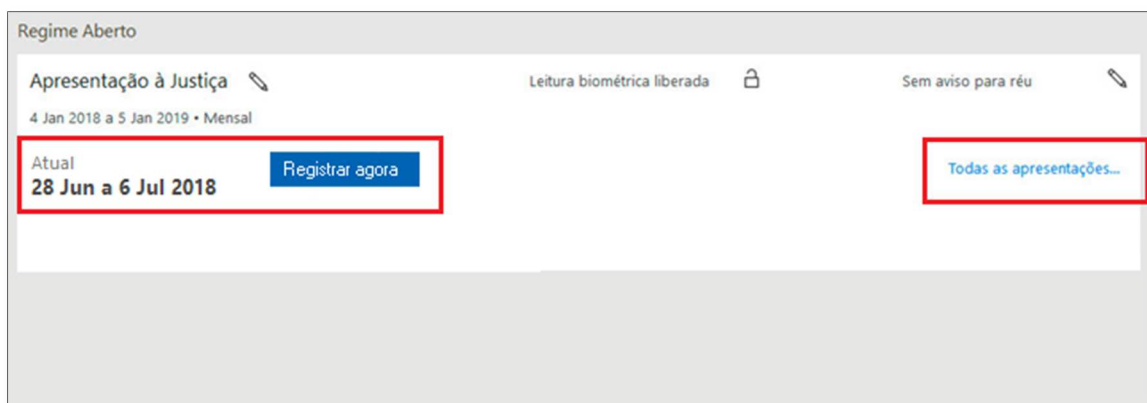 Regime Aberto
Apresentação à Justiça
Leitura biométrica liberada
Sem aviso para réu
4 Jan 2018 a 5 Jan 2019 • Mensal
Atual
28 Jun a 6 Jul 2018
Registrar agora
Todas as apresentações...